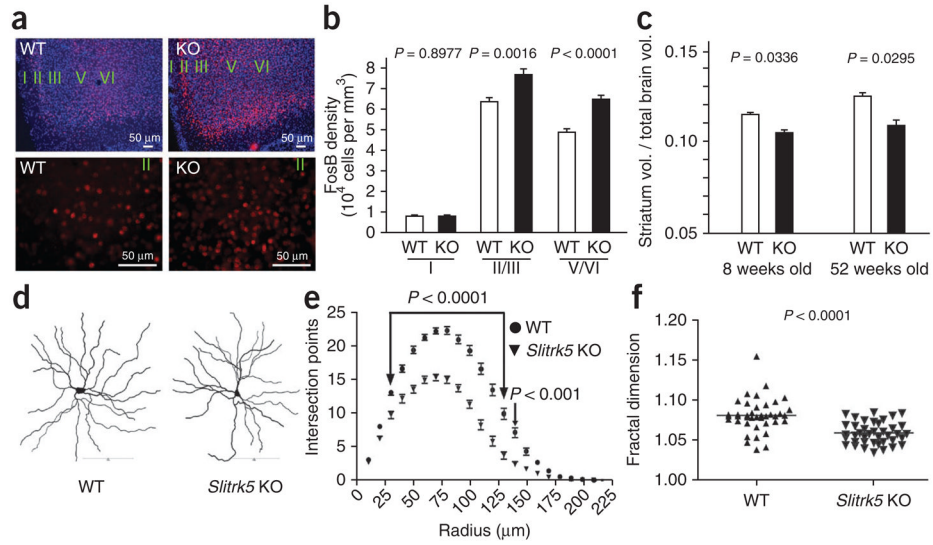 a
WT
I II III V VI
50 μm
KO
I II III V VI
50 μm
WT
II
50 μm
KO
II
50 μm
b
P = 0.8977 P = 0.0016 P < 0.0001
FosB density
(10⁴ cells per mm³)
8
7
6
5
4
3
2
1
0
WT KO WT KO WT KO
I II/III V/VI
c
P = 0.0336 P = 0.0295
Striatum vol. / total brain vol.
0.15
0.10
0.05
WT KO WT KO
8 weeks old 52 weeks old
d
WT Slitrk5 KO
e
P < 0.0001
WT
Slitrk5 KO
P < 0.001
Intersection points
25
20
15
10
5
0
0 25 50 75 100 125 150 175 200 225
Radius (μm)
f
P < 0.0001
Fractal dimension
1.20
1.15
1.10
1.05
1.00
WT Slitrk5 KO